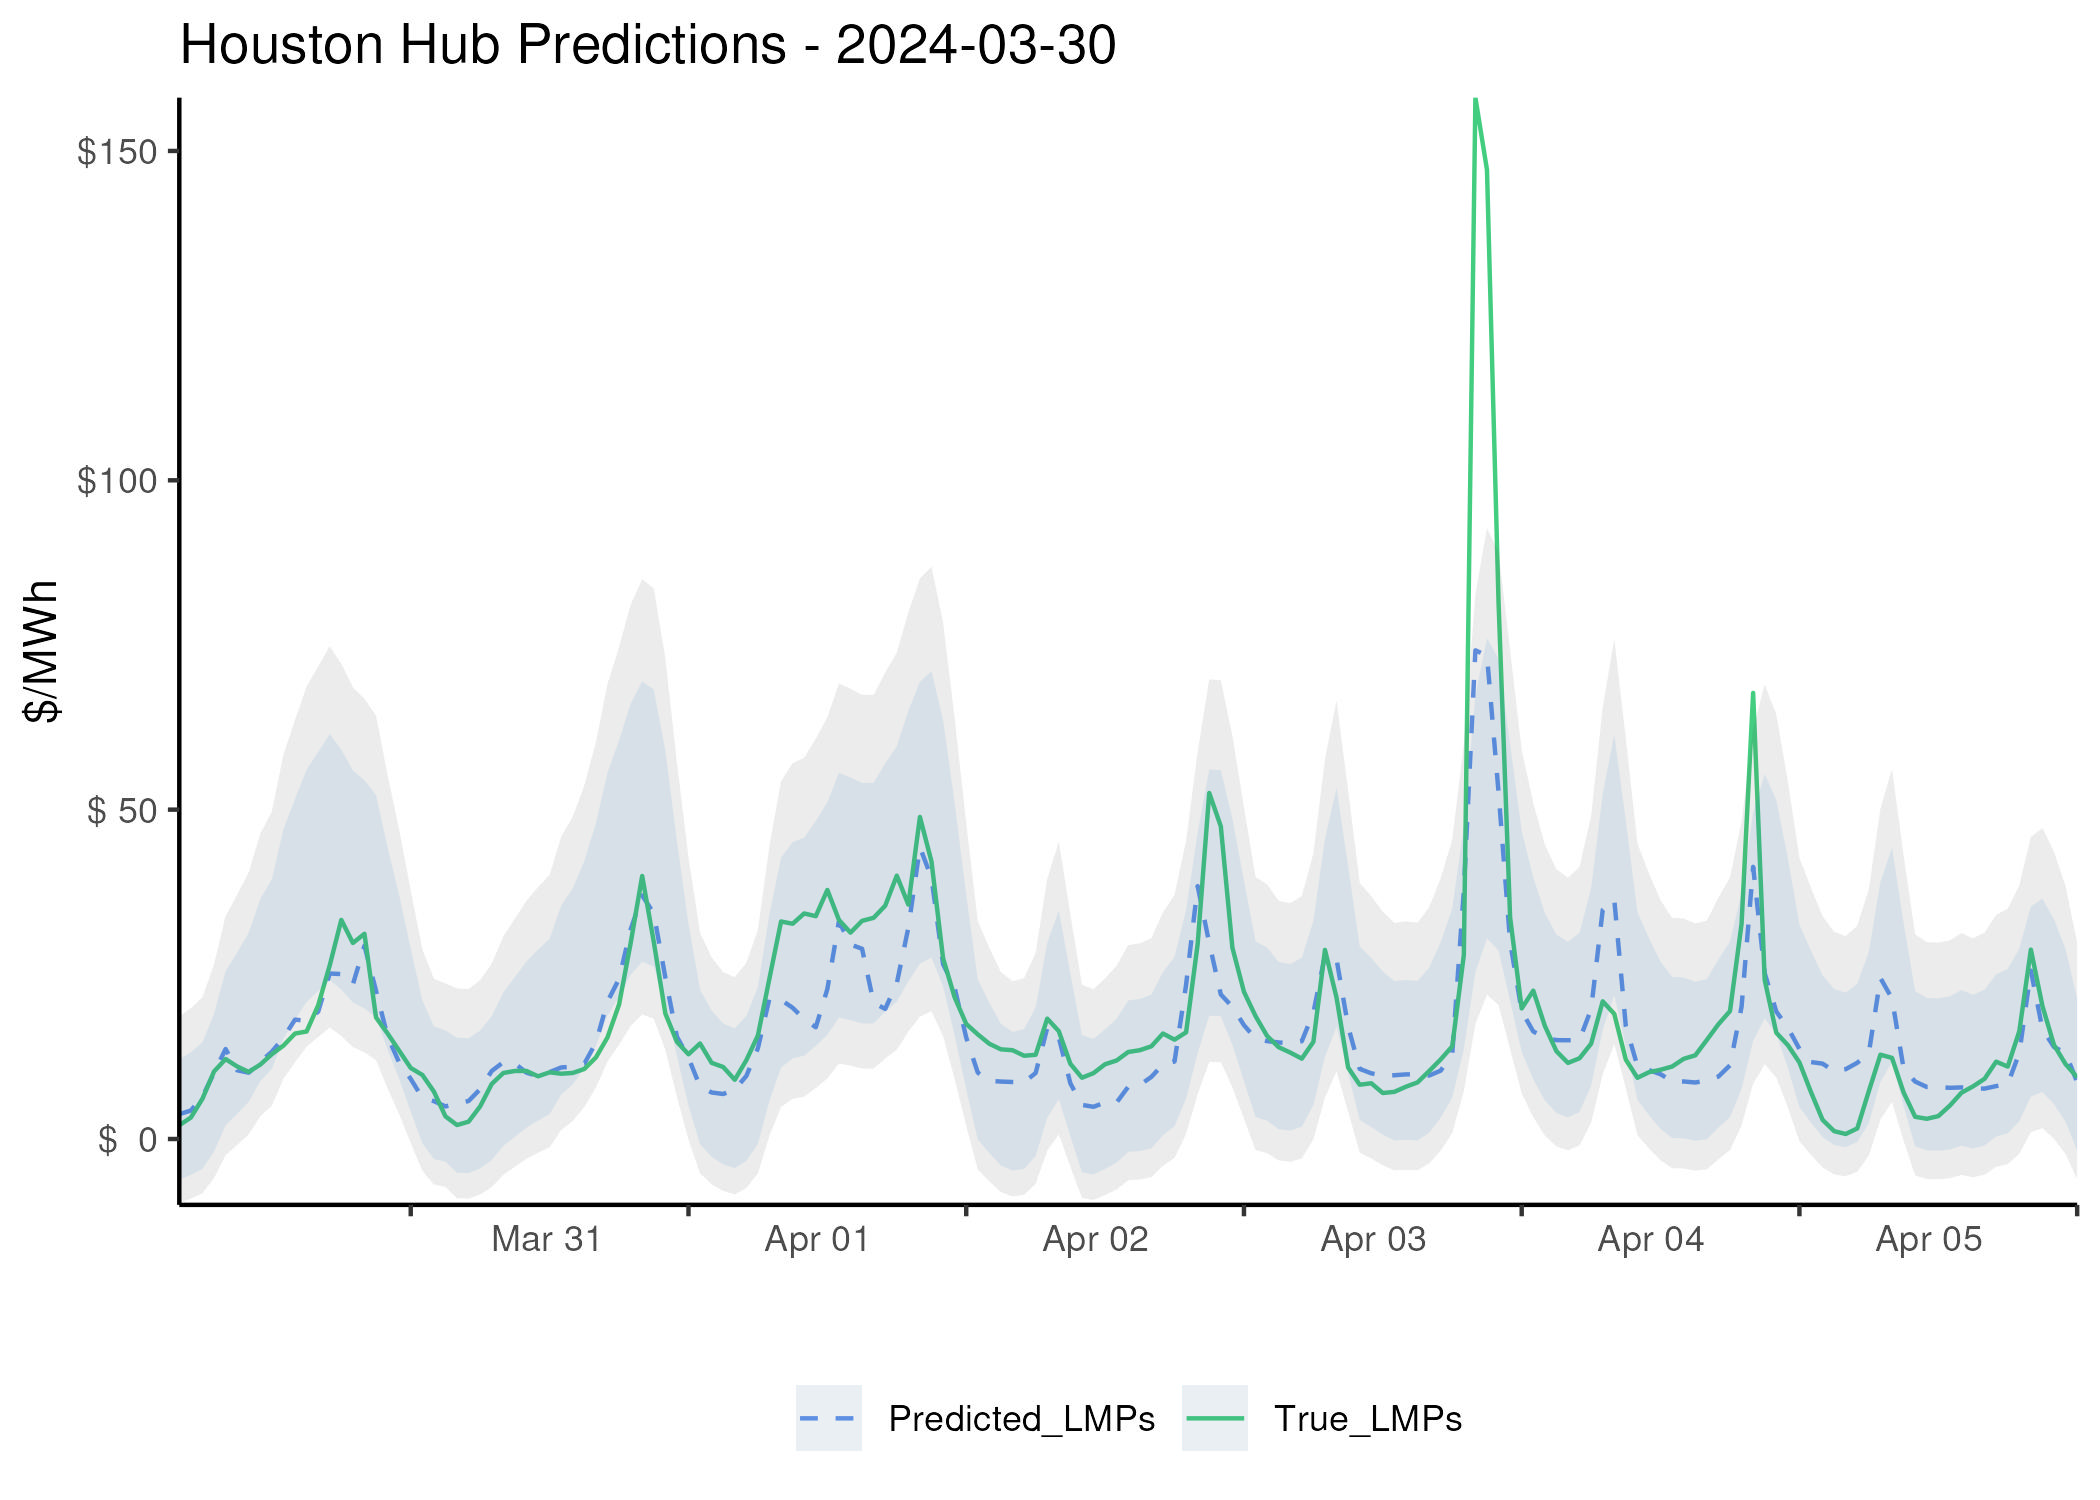 Houston Hub Predictions - 2024-03-30
$/MWh
$150
$100
$ 50
$  0
Mar 31 Apr 01 Apr 02 Apr 03 Apr 04 Apr 05
Predicted_LMPs True_LMPs